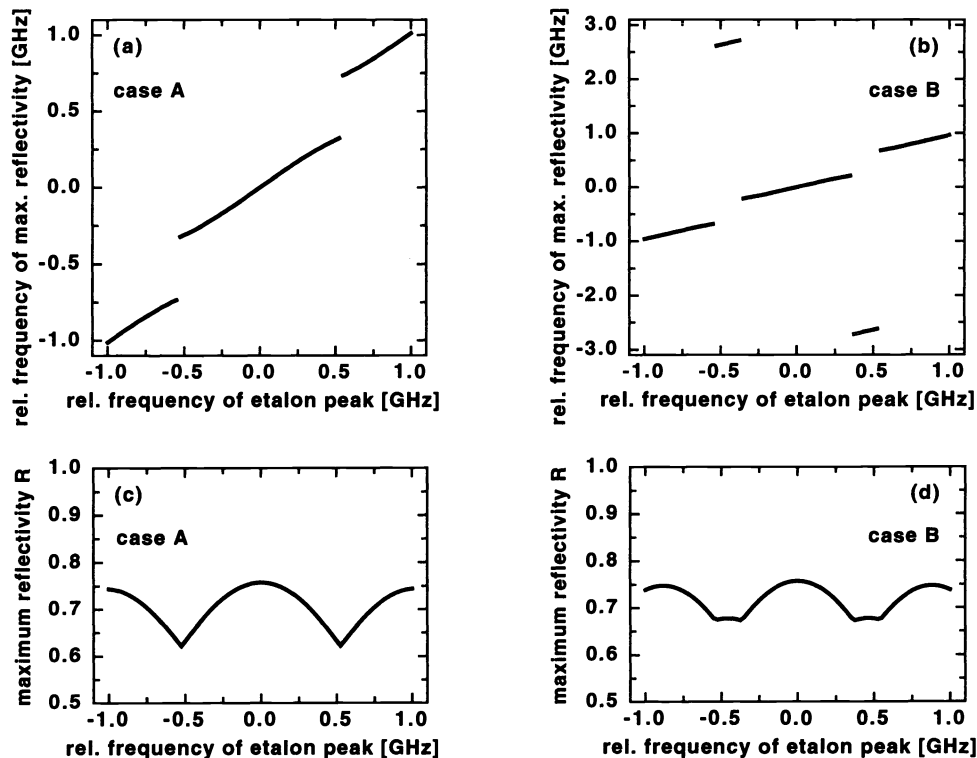 rel. frequency of max. reflectivity [GHz]
1.0
0.5
0.0
-0.5
-1.0
(a)
case A
-1.0 -0.5 0.0 0.5 1.0
rel. frequency of etalon peak [GHz]
rel. frequency of max. reflectivity [GHz]
3.0
2.0
1.0
0.0
-1.0
-2.0
-3.0
(b)
case B
-1.0 -0.5 0.0 0.5 1.0
rel. frequency of etalon peak [GHz]
maximum reflectivity R
1.0
0.9
0.8
0.7
0.6
0.5
(c)
case A
-1.0 -0.5 0.0 0.5 1.0
rel. frequency of etalon peak [GHz]
maximum reflectivity R
1.0
0.9
0.8
0.7
0.6
0.5
(d)
case B
-1.0 -0.5 0.0 0.5 1.0
rel. frequency of etalon peak [GHz]